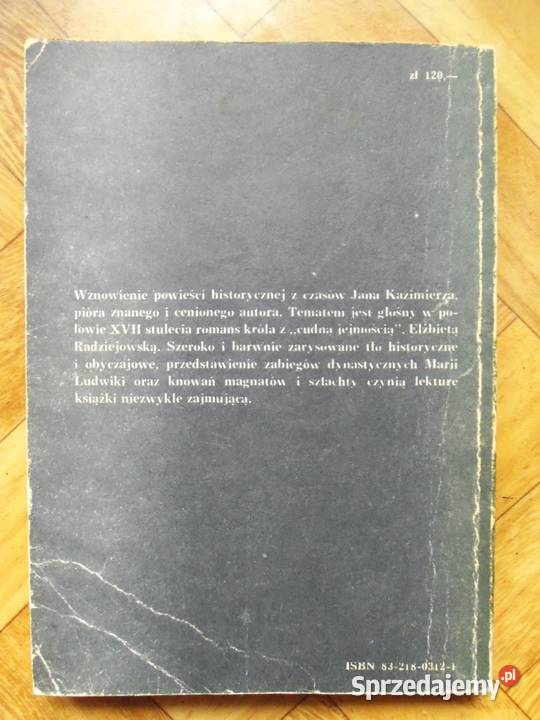 zł 120,—
Wznowienie powieści historycznej z czasów Jana Kazimierza,
pióra znanego i cenionego autora. Tematem jest głośny w po-
łowie XVII stulecia romans króla z „cudną jejmością”, Elżbietą
Radziejowską. Szeroko i barwnie zarysowane tło historyczne
i obyczajowe, przedstawienie zabiegów dynastycznych Marii
Ludwiki oraz knowań magnatów i szlachty czynią lekturę
książki niezwykle zajmującą.
ISBN 83-218-0312-1
Sprzedajemy.pl